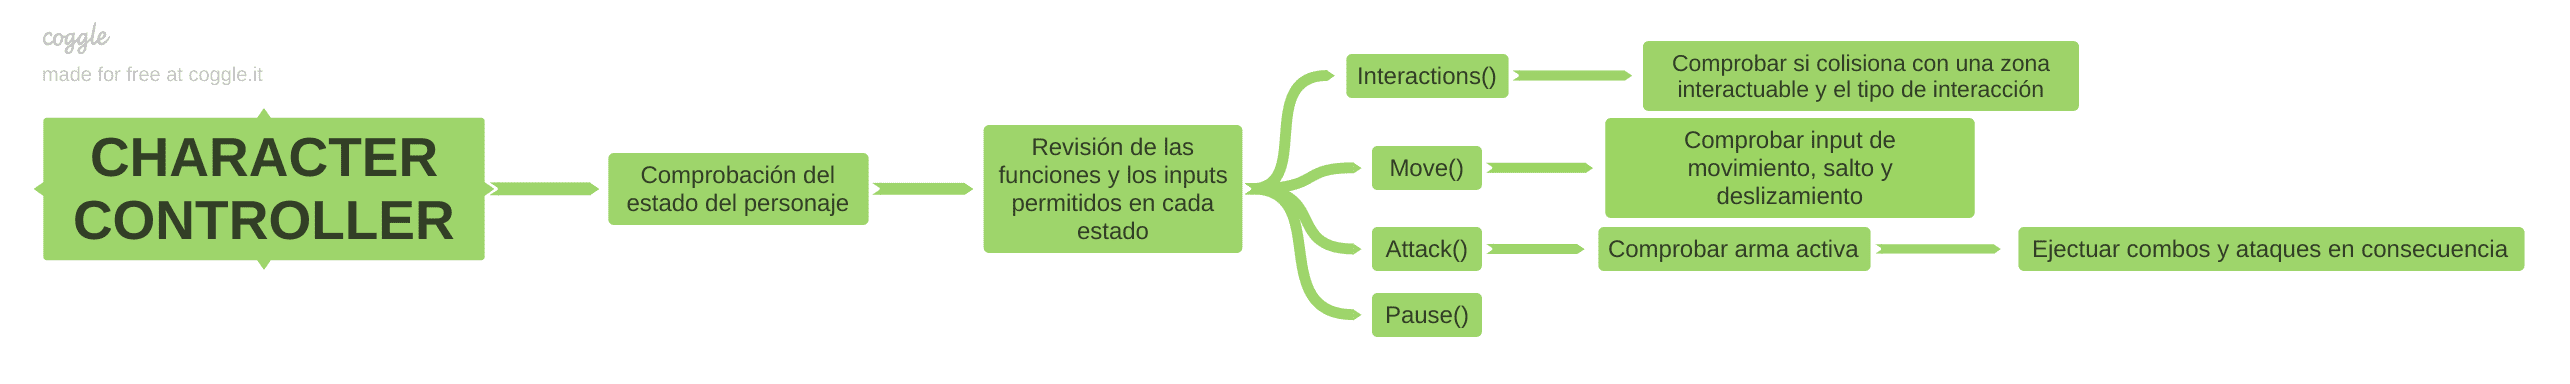 coggle
made for free at coggle.it
CHARACTER
CONTROLLER
Comprobación del
estado del personaje
Revisión de las
funciones y los inputs
permitidos en cada
estado
Interactions()
Comprobar si colisiona con una zona
interactuable y el tipo de interacción
Move()
Comprobar input de
movimiento, salto y
deslizamiento
Attack()
Comprobar arma activa
Ejectuar combos y ataques en consecuencia
Pause()